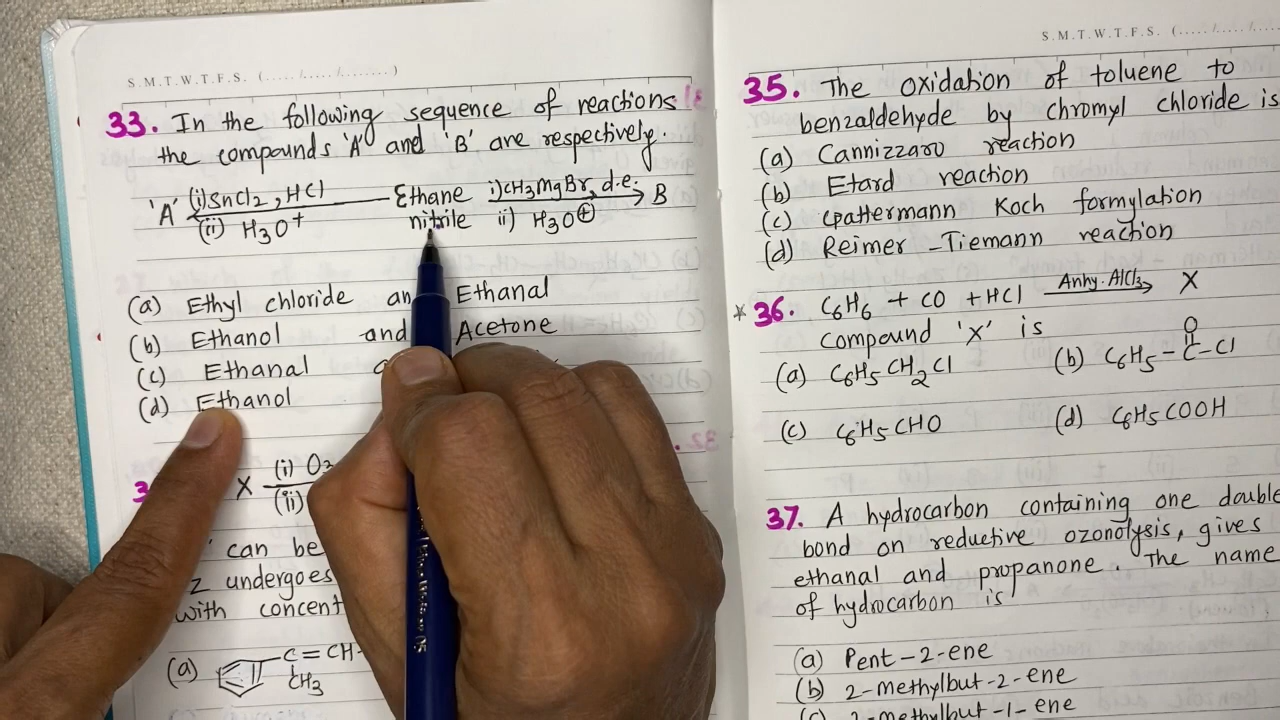 S.M.T.W.T.F.S. (...../...../........)
33. In the following sequence of reactions
the compounds 'A' and 'B' are respectively.
'A' (i) SnCl2, HCl Ethane i) CH3MgBr, d.e. B
(ii) H3O+ nitrile ii) H3O⊕
(a) Ethyl chloride an Ethanal
(b) Ethanol and Acetone
(c) Ethanal
(d) Ethanol
X (i) O3
(ii)
can be
undergoes
with concent
(a) C=CH-
CH3
S.M.T.W.T.F.S. (...../...../
35. The oxidation of toluene to
benzaldehyde by chromyl chloride is
(a) Cannizzaro reaction
(b) Etard reaction
(c) Gattermann Koch formylation
(d) Reimer-Tiemann reaction
* 36. C6H6 + CO + HCl Anhy. AlCl3 X
compound 'X' is
(a) C6H5CH2Cl (b) C6H5-C-Cl
O
(c) C6H5CHO (d) C6H5COOH
37. A hydrocarbon containing one double
bond on reductive ozonolysis, gives
ethanal and propanone. The name
of hydrocarbon is
(a) Pent-2-ene
(b) 2-methylbut-2-ene
(c) 2-methylbut-1-ene